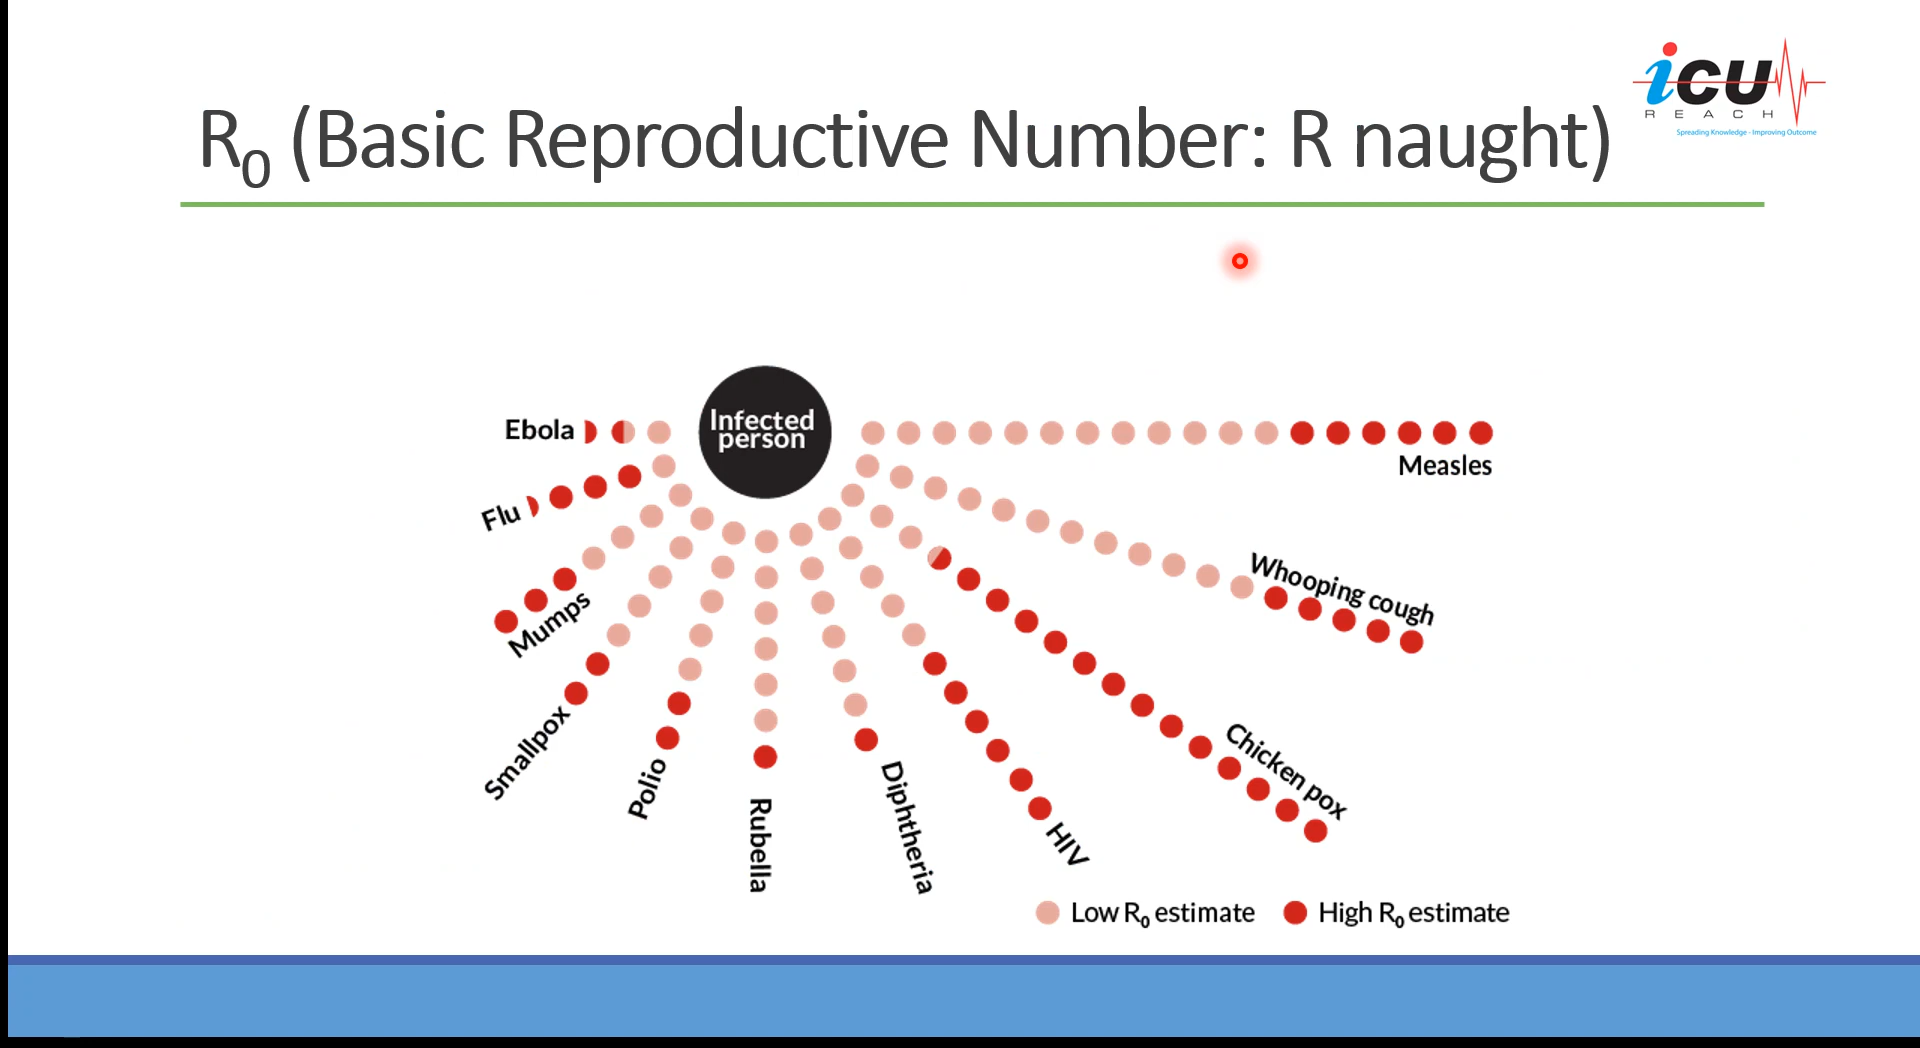 icu
REACH
Spreading Knowledge - Improving Outcome
R0 (Basic Reproductive Number: R naught)
Infected
person
Ebola
Flu
Mumps
Smallpox
Polio
Rubella
Diphtheria
HIV
Chicken pox
Whooping cough
Measles
Low R0 estimate
High R0 estimate